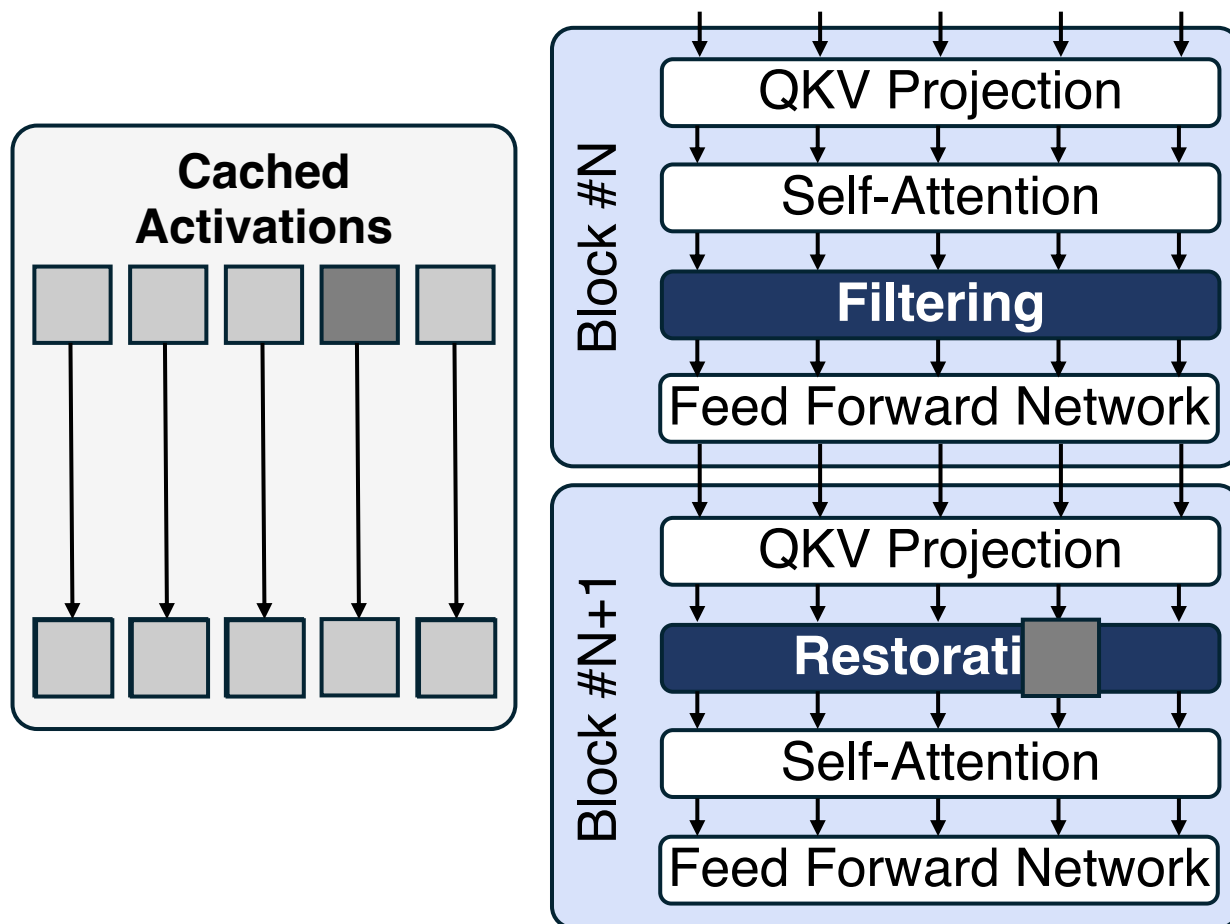 Cached
Activations
Block #N
QKV Projection
Self-Attention
Filtering
Feed Forward Network
Block #N+1
QKV Projection
Restorati
Self-Attention
Feed Forward Network